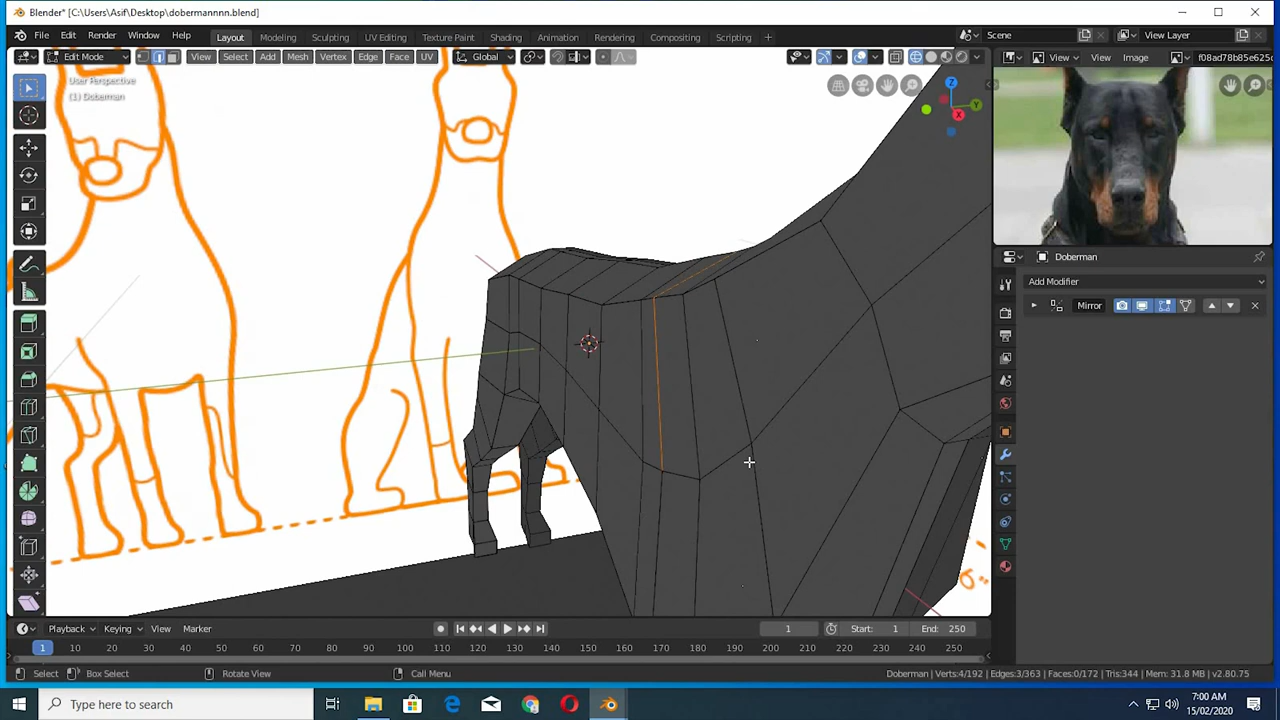 Blender* [C:\Users\Asif\Desktop\dobermannnn.blend]
File Edit Render Window Help Layout Modeling Sculpting UV Editing Texture Paint Shading Animation Rendering Compositing Scripting + Scene View Layer
Edit Mode View Select Add Mesh Vertex Edge Face UV Global View Image f08ad78b85e625c
User Perspective
(1) Doberman
Z
Y
X
Doberman
Add Modifier
Mirror
Playback Keying View Marker 1 Start: 1 End: 250
1 10 20 30 40 50 60 70 80 90 100 110 120 130 140 150 160 170 180 190 200 210 220 230 240 250
Select Box Select Rotate View Call Menu Doberman | Verts:4/192 | Edges:3/363 | Faces:0/172 | Tris:344 | Mem: 31.8 MB | v2.80.75
Type here to search 7:00 AM
15/02/2020